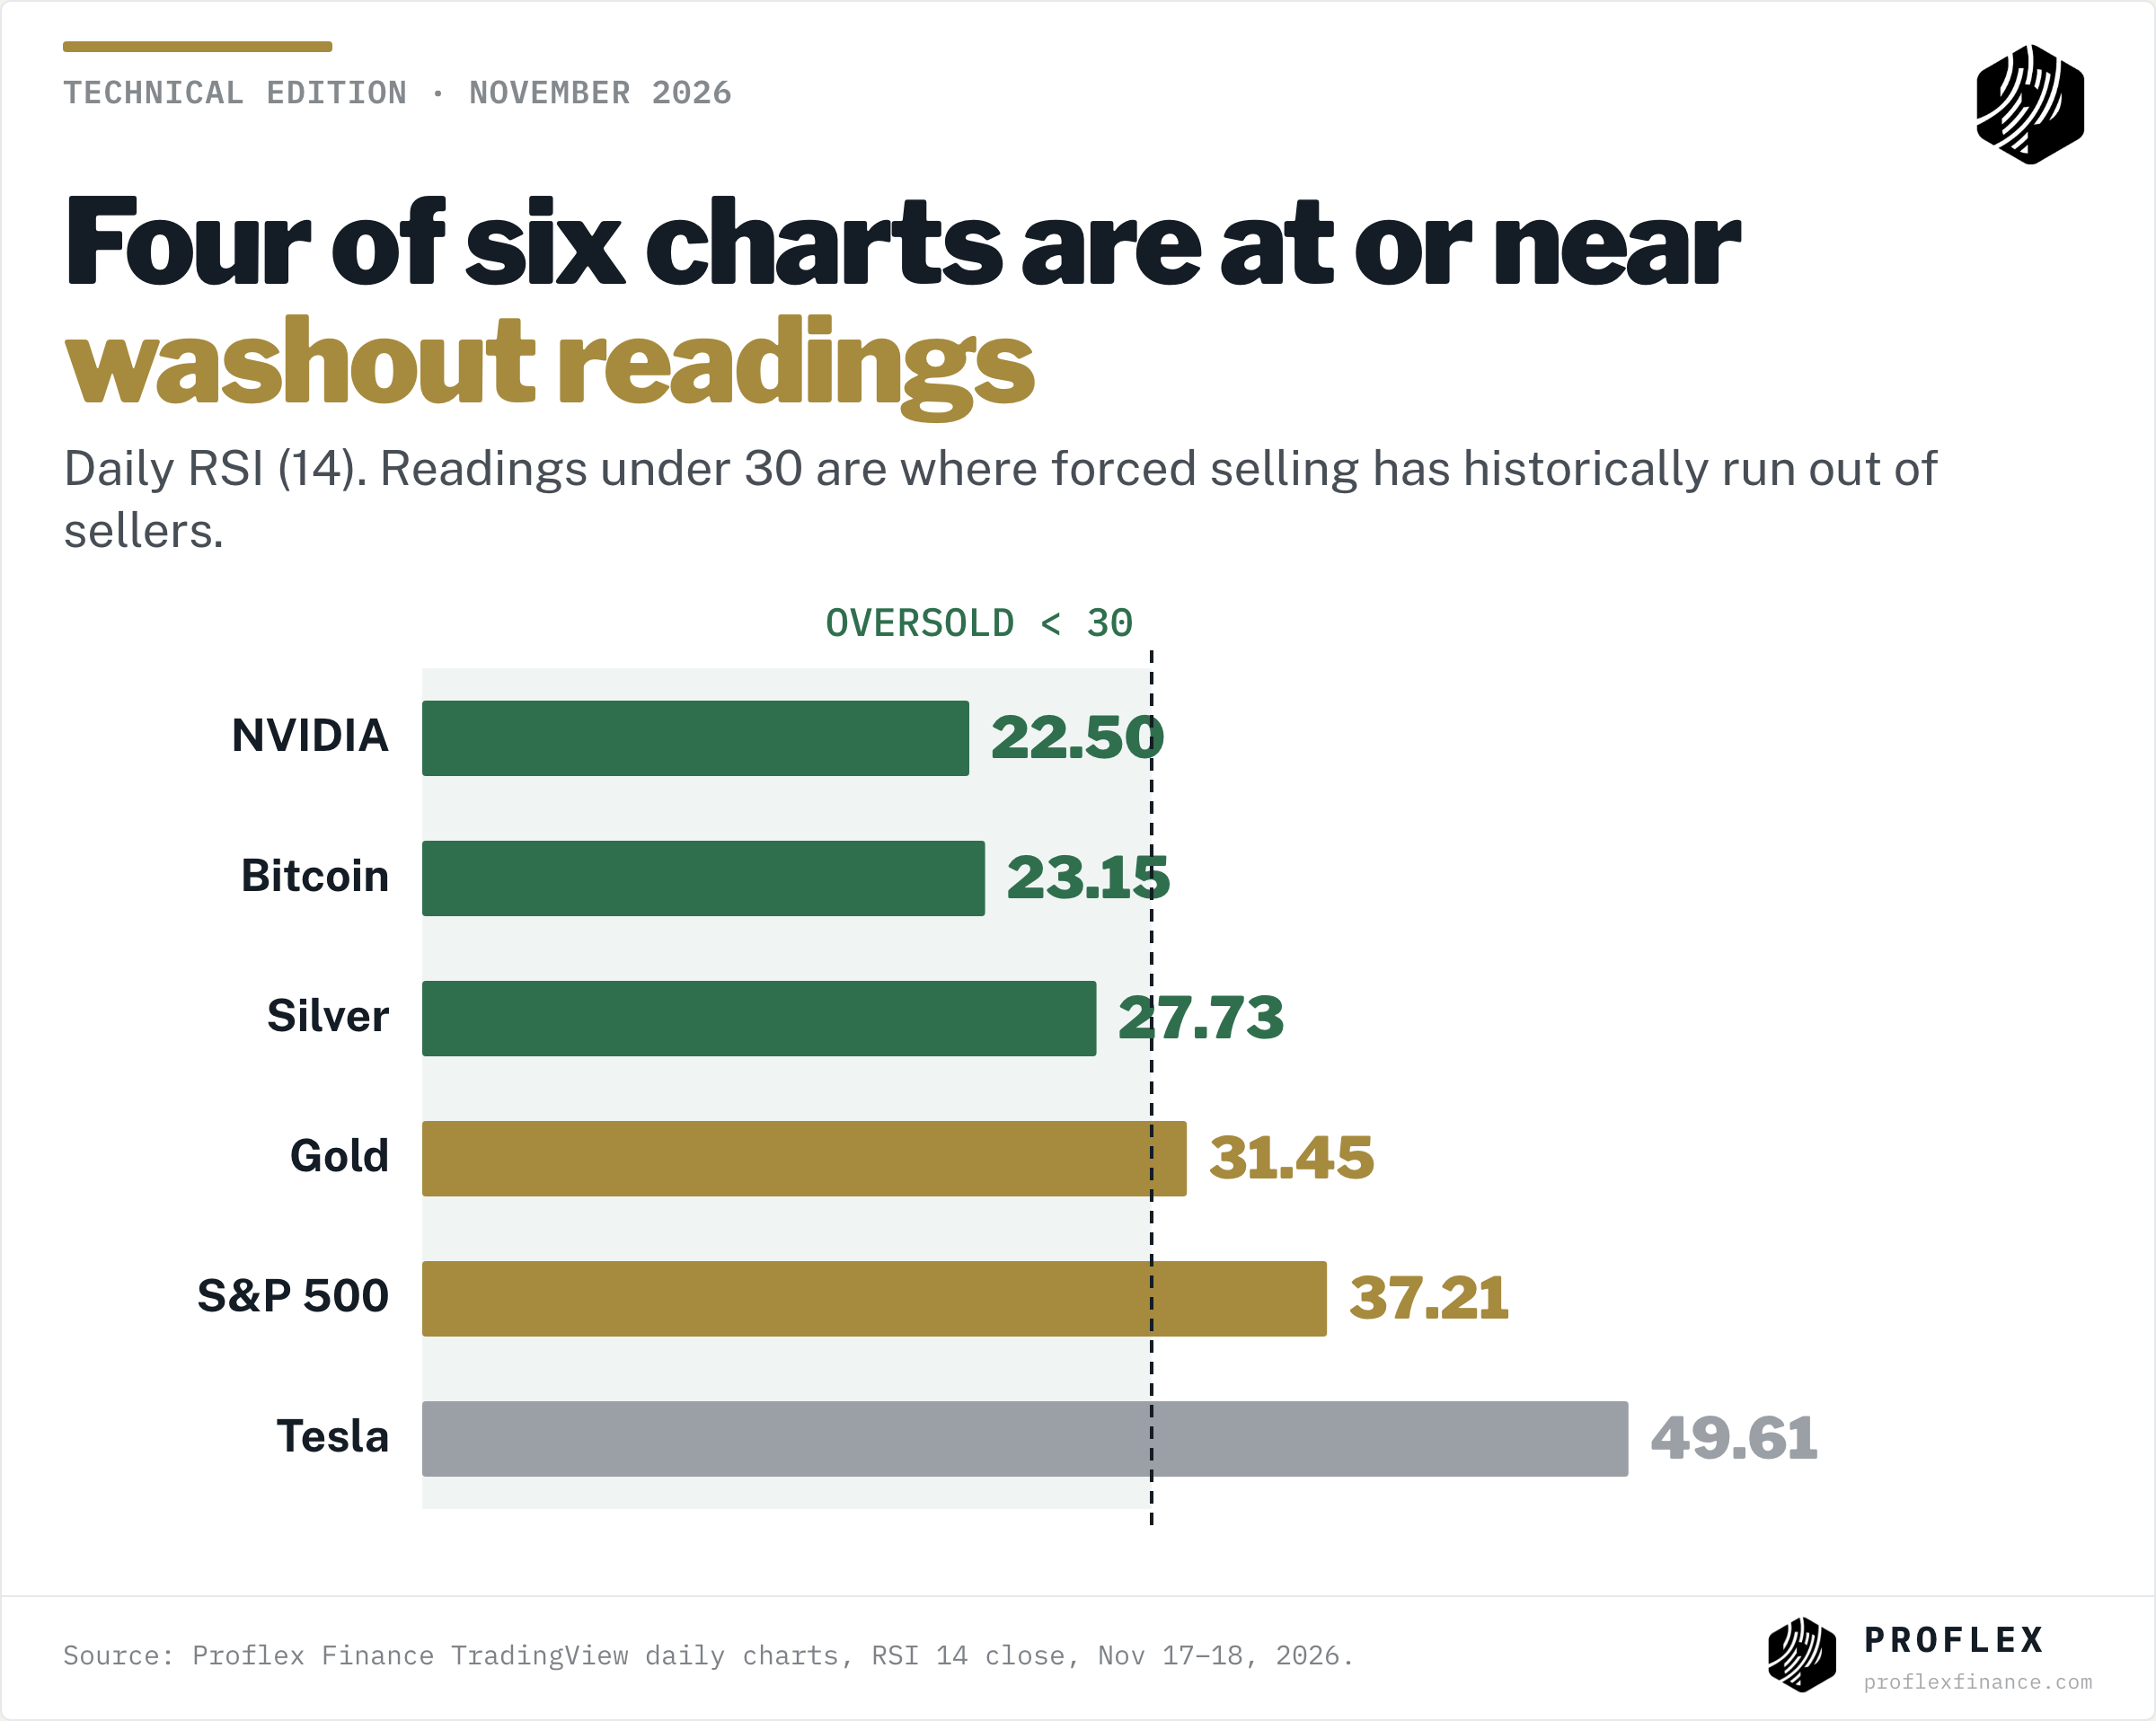 TECHNICAL EDITION · NOVEMBER 2026
Four of six charts are at or near
washout readings
Daily RSI (14). Readings under 30 are where forced selling has historically run out of
sellers.
OVERSOLD < 30
NVIDIA 22.50
Bitcoin 23.15
Silver 27.73
Gold 31.45
S&P 500 37.21
Tesla 49.61
Source: Proflex Finance TradingView daily charts, RSI 14 close, Nov 17–18, 2026.
PROFLEX
proflexfinance.com